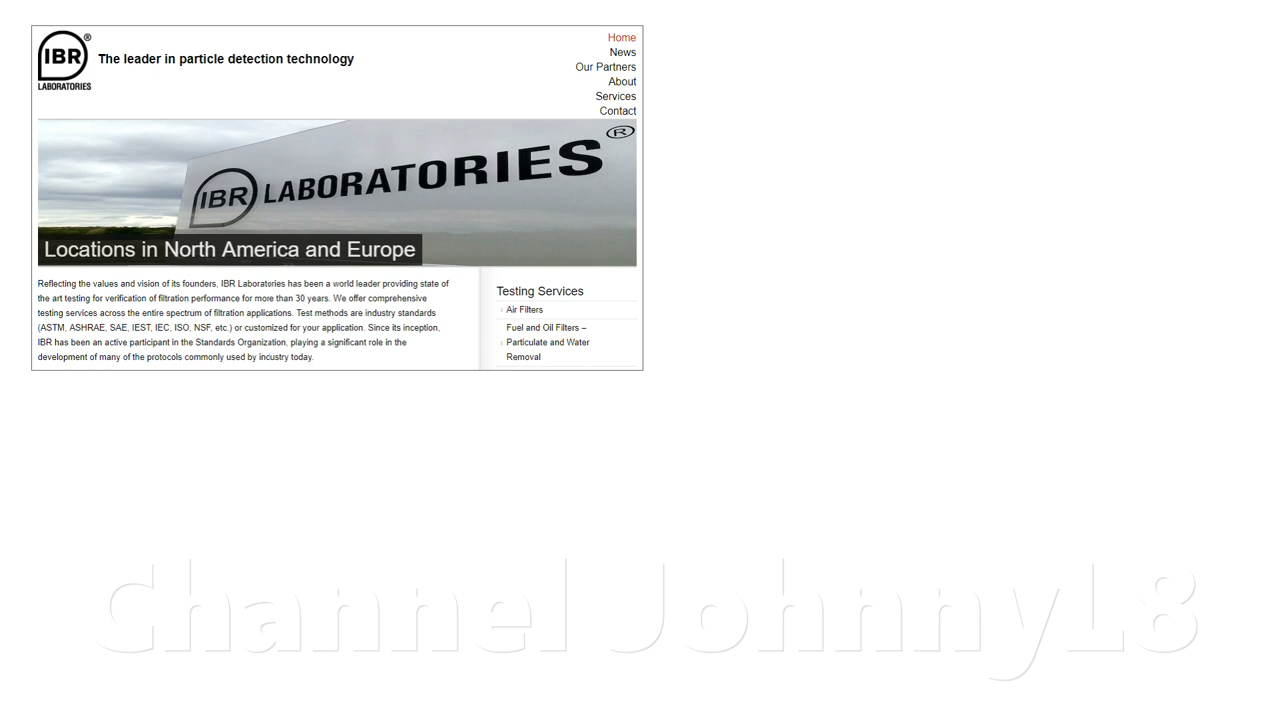 IBR®
LABORATORIES
The leader in particle detection technology
Home
News
Our Partners
About
Services
Contact
IBR LABORATORIES®
Locations in North America and Europe
Reflecting the values and vision of its founders, IBR Laboratories has been a world leader providing state of
the art testing for verification of filtration performance for more than 30 years. We offer comprehensive
testing services across the entire spectrum of filtration applications. Test methods are industry standards
(ASTM, ASHRAE, SAE, IEST, IEC, ISO, NSF, etc.) or customized for your application. Since its inception,
IBR has been an active participant in the Standards Organization, playing a significant role in the
development of many of the protocols commonly used by industry today.
Testing Services
Air Filters
Fuel and Oil Filters –
Particulate and Water
Removal
Channel Johnny18